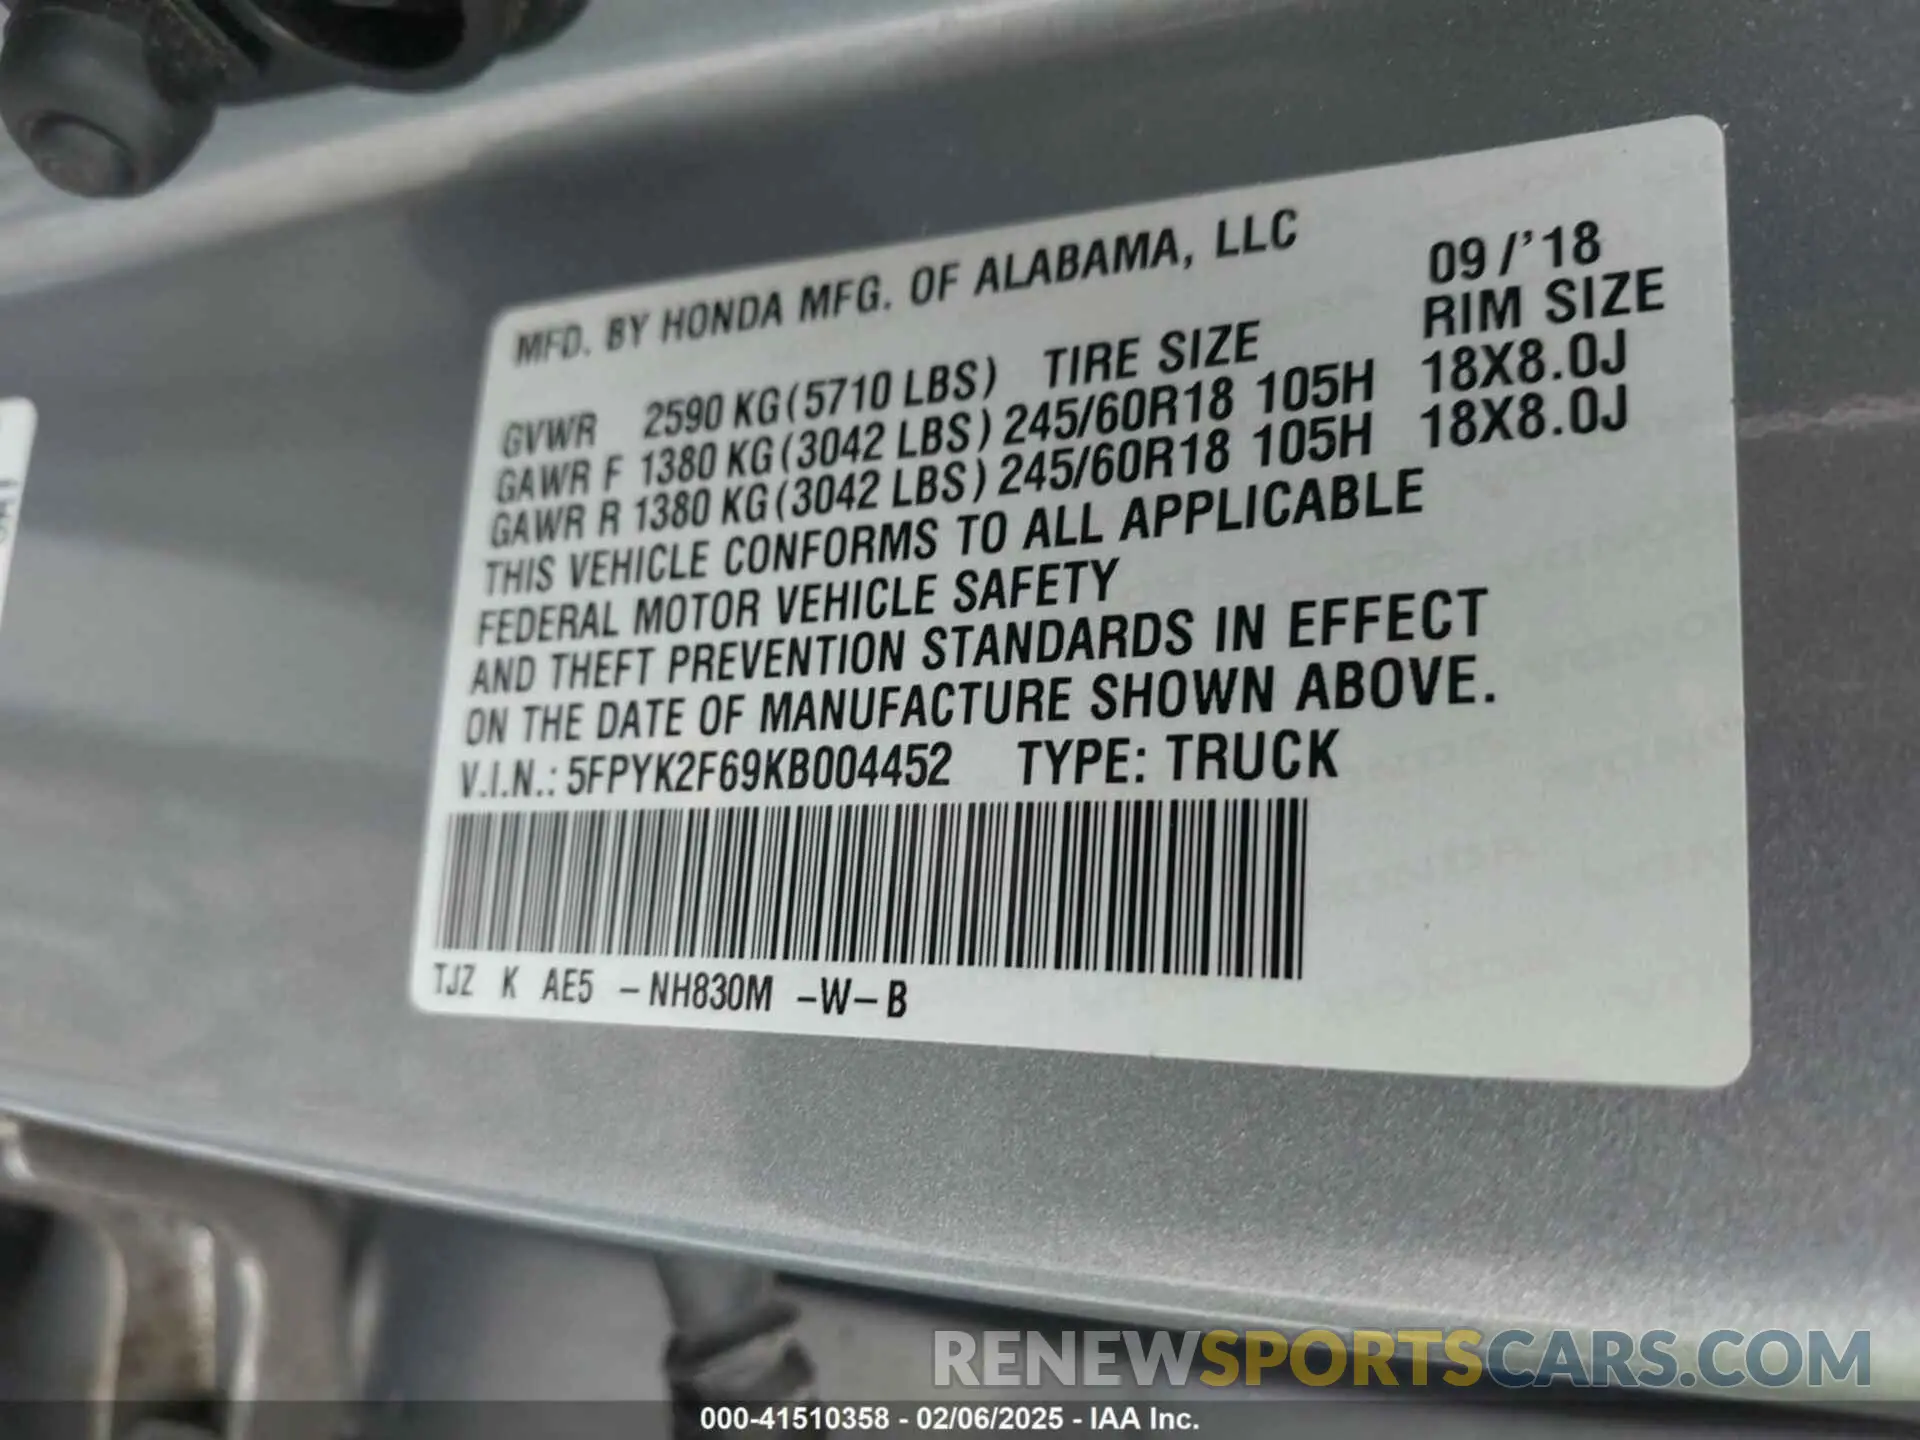 MFD. BY HONDA MFG. OF ALABAMA, LLC 09/'18
GVWR 2590 KG(5710 LBS) TIRE SIZE RIM SIZE
GAWR F 1380 KG(3042 LBS) 245/60R18 105H 18X8.0J
GAWR R 1380 KG(3042 LBS) 245/60R18 105H 18X8.0J
THIS VEHICLE CONFORMS TO ALL APPLICABLE
FEDERAL MOTOR VEHICLE SAFETY
AND THEFT PREVENTION STANDARDS IN EFFECT
ON THE DATE OF MANUFACTURE SHOWN ABOVE.
V.I.N.: 5FPYK2F69KB004452 TYPE: TRUCK
TJZ K AE5 -NH830M -W-B
RENEWSPORTSCARS.COM
000-41510358 - 02/06/2025 - IAA Inc.